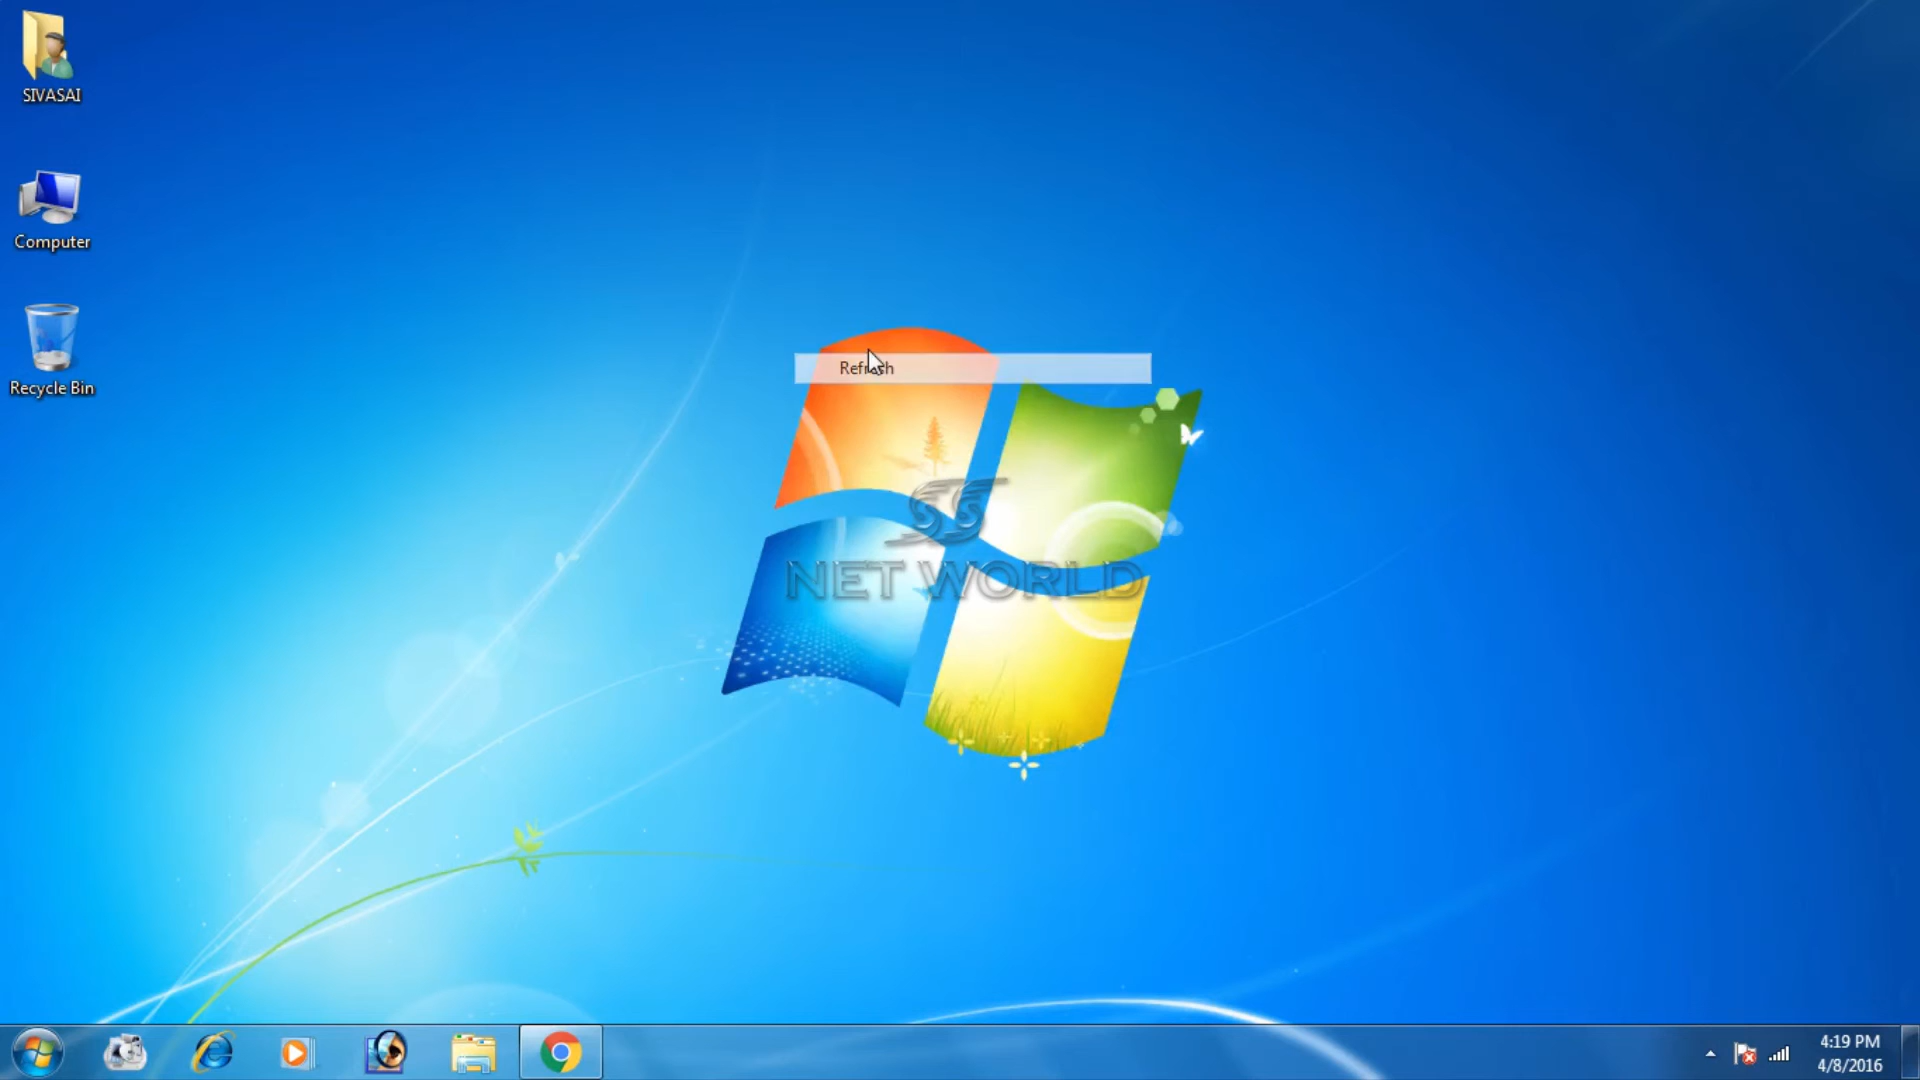 SIVASAI
Computer
Recycle Bin
Refresh
SS
NET WORLD
4:19 PM
4/8/2016